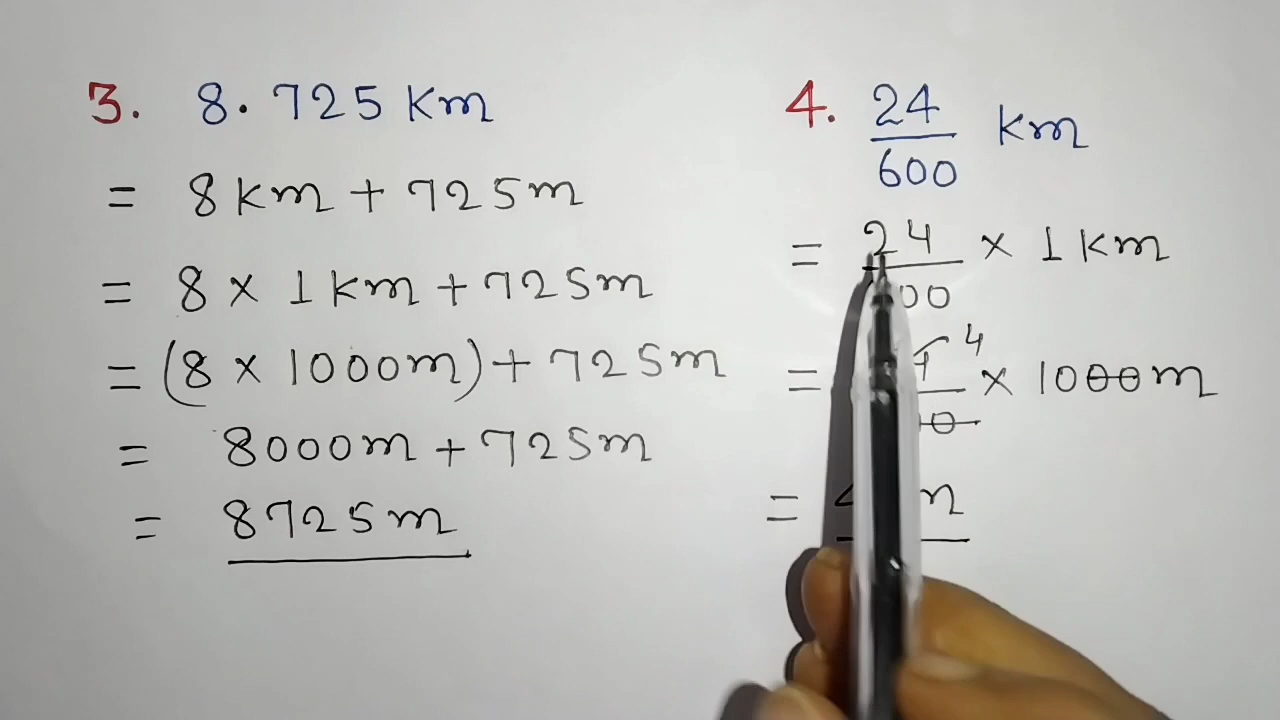 3. 8.725 km
= 8 km + 725 m
= 8 × 1 km + 725 m
= (8 × 1000 m) + 725 m
= 8000 m + 725 m
= 8725 m
4. 24/600 km
= 24/00 × 1 km
= 4 × 1000 m
= m